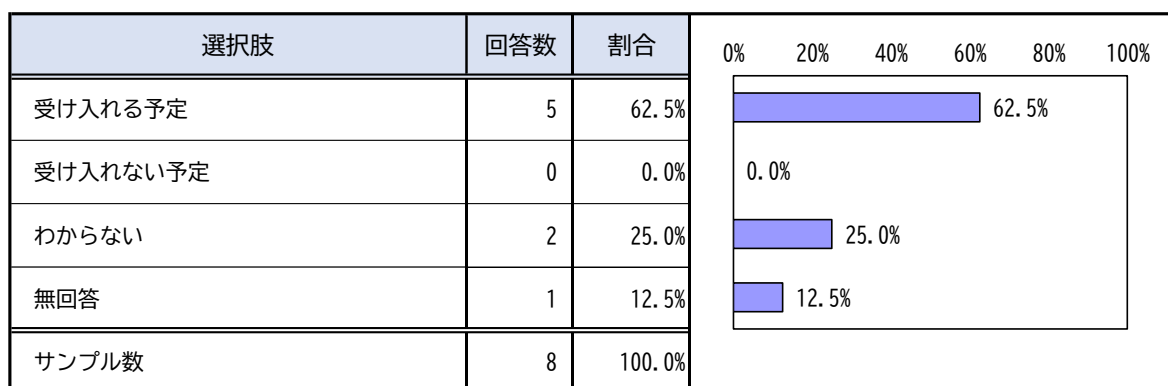 選択肢 回答数 割合
受け入れる予定 5 62.5%
受け入れない予定 0 0.0%
わからない 2 25.0%
無回答 1 12.5%
サンプル数 8 100.0%
0% 20% 40% 60% 80% 100%
62.5%
0.0%
25.0%
12.5%